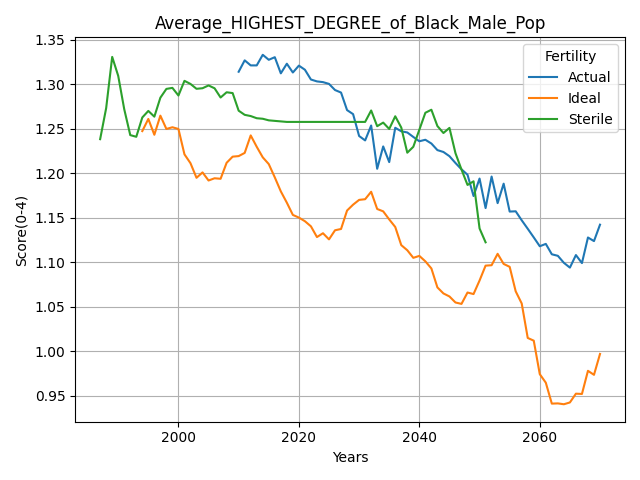 Average_HIGHEST_DEGREE_of_Black_Male_Pop
Score(0-4)
1.35
1.30
1.25
1.20
1.15
1.10
1.05
1.00
0.95
Fertility
Actual
Ideal
Sterile
2000 2020 2040 2060
Years